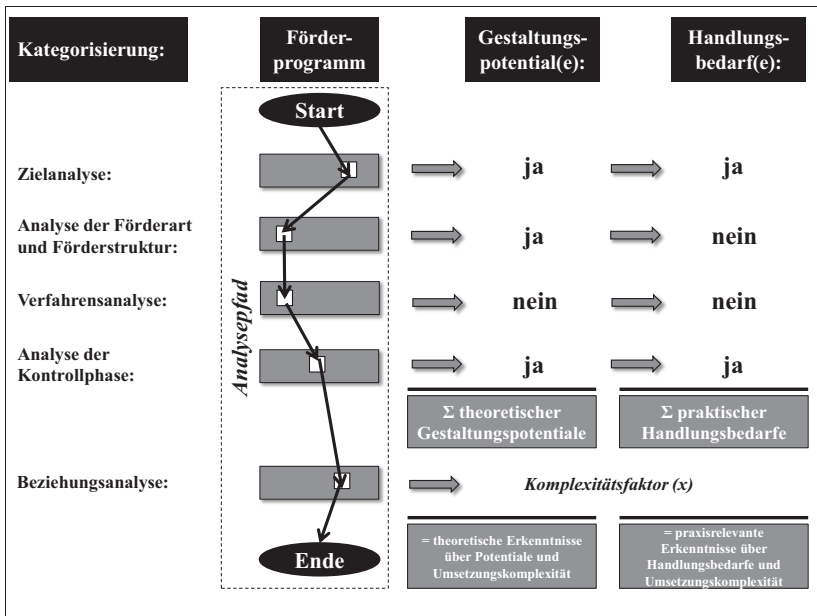 Kategorisierung:
Förder-
programm
Gestaltungs-
potential(e):
Handlungs-
bedarf(e):
Start
Zielanalyse:
ja
ja
Analyse der Förderart
und Förderstruktur:
ja
nein
Verfahrensanalyse:
nein
nein
Analyse der
Kontrollphase:
ja
ja
Analysepfad
Σ theoretischer
Gestaltungspotentiale
Σ praktischer
Handlungsbedarfe
Beziehungsanalyse:
Komplexitätsfaktor (x)
Ende
= theoretische Erkenntnisse
über Potentiale und
Umsetzungskomplexität
= praxisrelevante
Erkenntnisse über
Handlungsbedarfe und
Umsetzungskomplexität